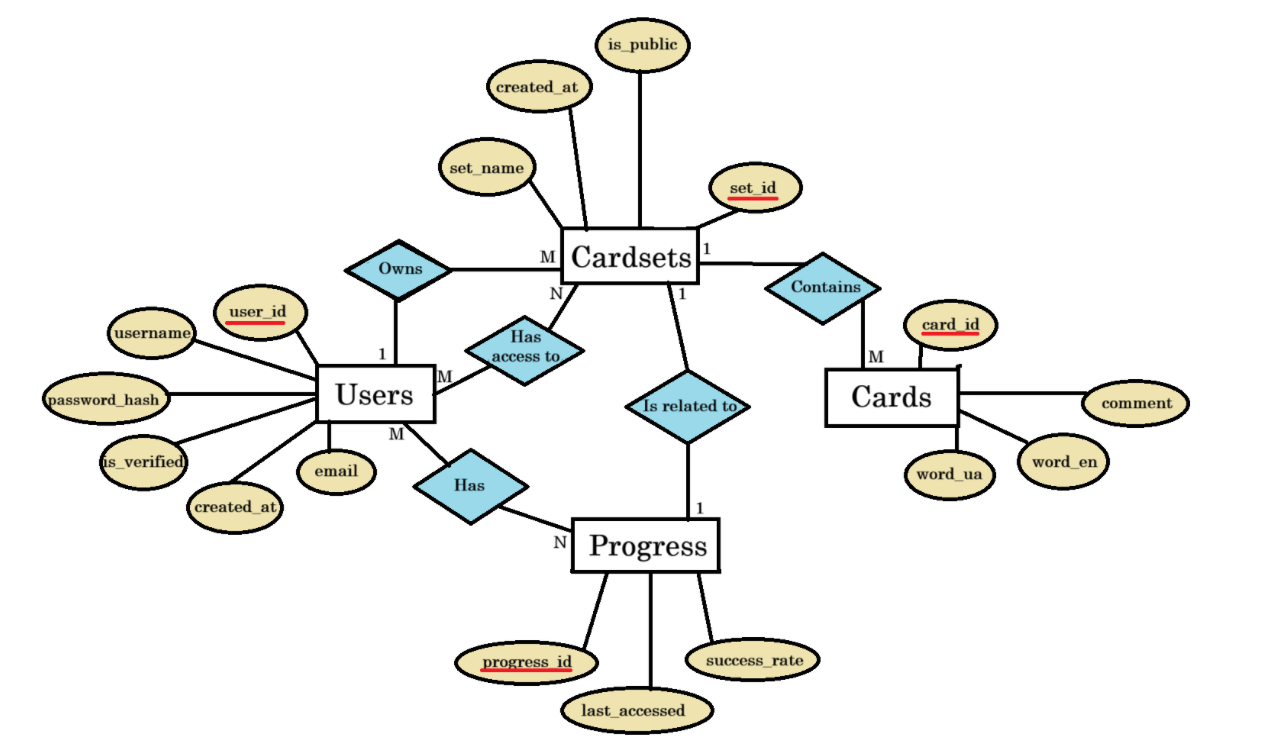 is_public
created_at
set_name
set_id
Cardsets
M
1
N
1
Owns
Contains
user_id
username
1
Has
access to
card_id
M
M
Users
Cards
password_hash
comment
Is related to
M
is_verified
email
word_ua
word_en
created_at
Has
1
N
Progress
progress_id
success_rate
last_accessed